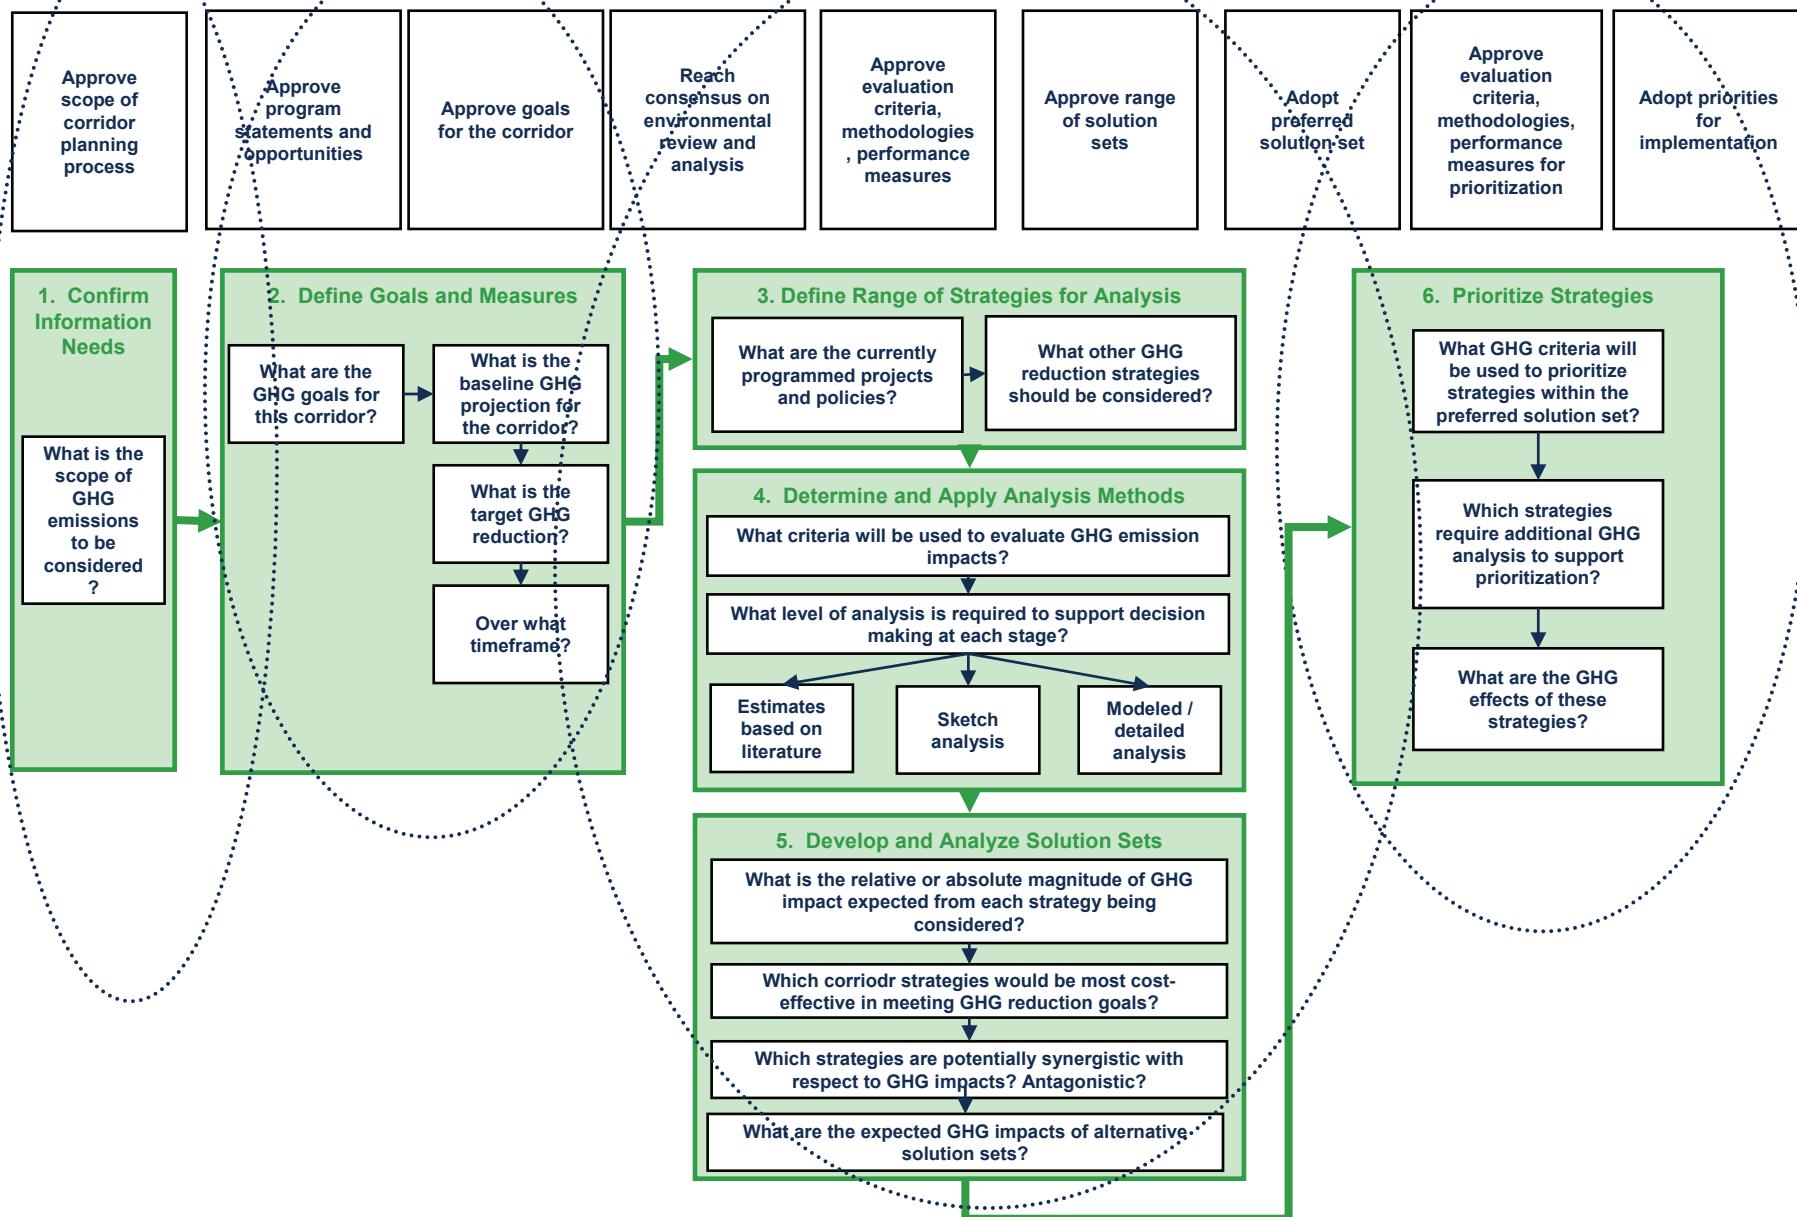 Approve
scope of
corridor
planning
process
Approve
program
statements and
opportunities
Approve goals
for the corridor
Reach
consensus on
environmental
review and
analysis
Approve
evaluation
criteria,
methodologies
, performance
measures
Approve range
of solution
sets
Adopt
preferred
solution set
Approve
evaluation
criteria,
methodologies,
performance
measures for
prioritization
Adopt priorities
for
implementation
1. Confirm
Information
Needs
What is the
scope of
GHG
emissions
to be
considered
?
2. Define Goals and Measures
What are the
GHG goals for
this corridor?
What is the
baseline GHG
projection for
the corridor?
What is the
target GHG
reduction?
Over what
timeframe?
3. Define Range of Strategies for Analysis
What are the currently
programmed projects
and policies?
What other GHG
reduction strategies
should be considered?
4. Determine and Apply Analysis Methods
What criteria will be used to evaluate GHG emission
impacts?
What level of analysis is required to support decision
making at each stage?
Estimates
based on
literature
Sketch
analysis
Modeled /
detailed
analysis
5. Develop and Analyze Solution Sets
What is the relative or absolute magnitude of GHG
impact expected from each strategy being
considered?
Which corriodr strategies would be most cost-
effective in meeting GHG reduction goals?
Which strategies are potentially synergistic with
respect to GHG impacts? Antagonistic?
What are the expected GHG impacts of alternative
solution sets?
6. Prioritize Strategies
What GHG criteria will
be used to prioritize
strategies within the
preferred solution set?
Which strategies
require additional GHG
analysis to support
prioritization?
What are the GHG
effects of these
strategies?